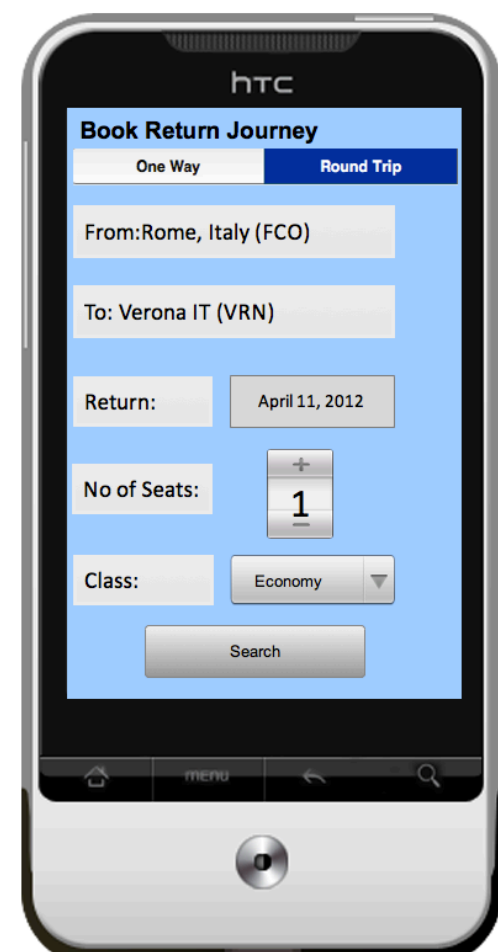 hTC
Book Return Journey
One Way Round Trip
From:Rome, Italy (FCO)
To: Verona IT (VRN)
Return: April 11, 2012
+
No of Seats: 1
−
Class: Economy
Search
MENU